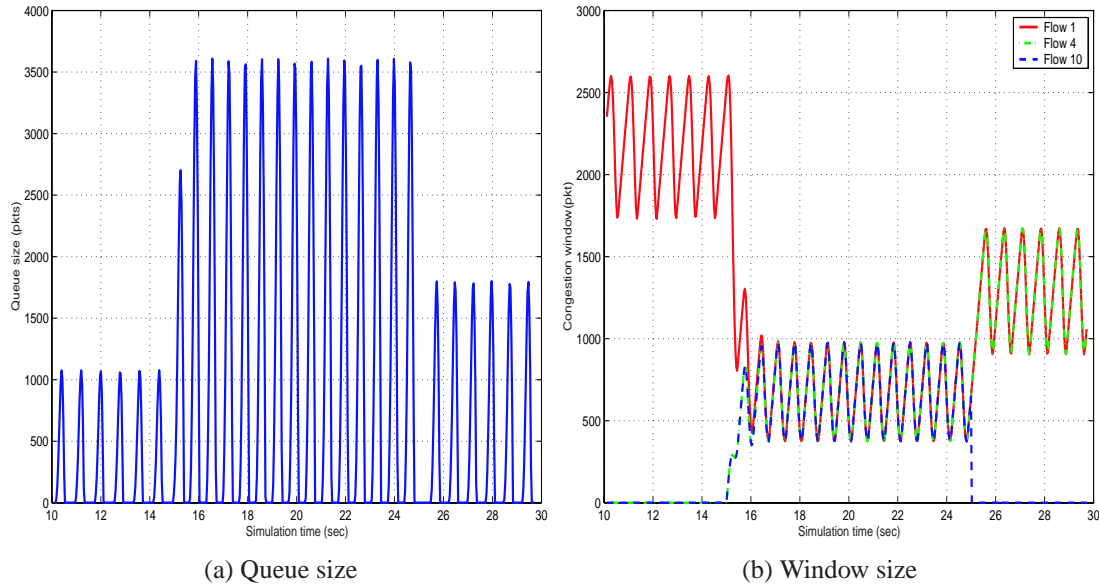 4000
3500
3000
2500
2000
1500
1000
500
0
Queue size (pkts)
10 12 14 16 18 20 22 24 26 28 30
Simulation time (sec)
(a) Queue size
3000
2500
2000
1500
1000
500
0
Congestion window (pkt)
Flow 1
Flow 4
Flow 10
10 12 14 16 18 20 22 24 26 28 30
Simulation time (sec)
(b) Window size